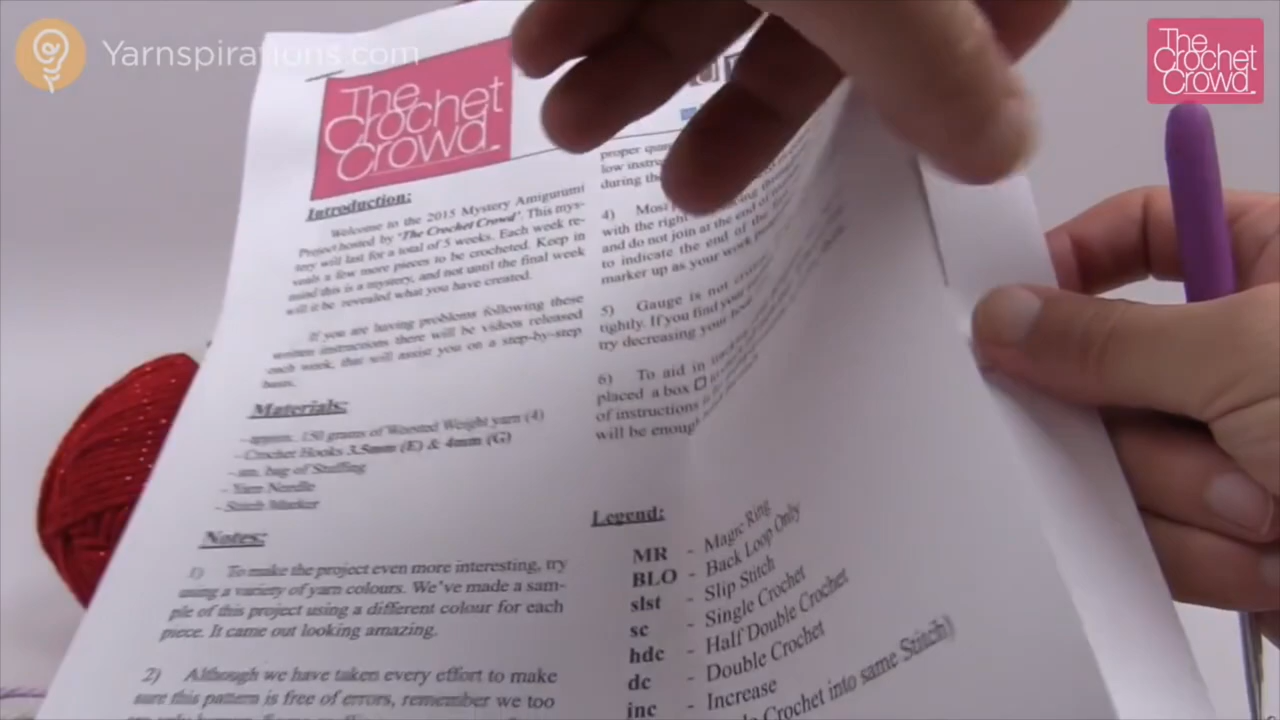 Yarnspirations.com
The
Crochet
Crowd
The
Crochet
Crowd
Introduction:
Welcome to the 2015 Mystery Amigurumi
Project hosted by 'The Crochet Crowd'. This mys-
tery will last for a total of 5 weeks. Each week re-
veals a few more pieces to be crocheted. Keep in
mind this is a mystery, and not until the final week
will it be revealed what you have created.
If you are having problems following these
written instructions there will be videos released
each week, that will assist you on a step-by-step
basis.
Materials:
- approx. 150 grams of Worsted Weight yarn (4)
- Crochet Hooks 3.5mm (E) & 4mm (G)
- sm. bag of Stuffing
- Yarn Needle
- Stitch Marker
Notes:
1) To make the project even more interesting, try
using a variety of yarn colours. We've made a sam-
ple of this project using a different colour for each
piece. It came out looking amazing.
2) Although we have taken every effort to make
sure this pattern is free of errors, remember we too
proper
low
during
4) Most
with the right
and do not join at the end of
to indicate the end of the
marker up as your work
5) Gauge is not
tightly. If you find your
try decreasing your
6) To aid in
placed a box
of instructions
will be enough
Legend:
MR - Magic Ring
BLO - Back Loop Only
slst - Slip Stitch
sc - Single Crochet
hdc - Half Double Crochet
dc - Double Crochet
inc - Increase
Crochet into same Stitch)